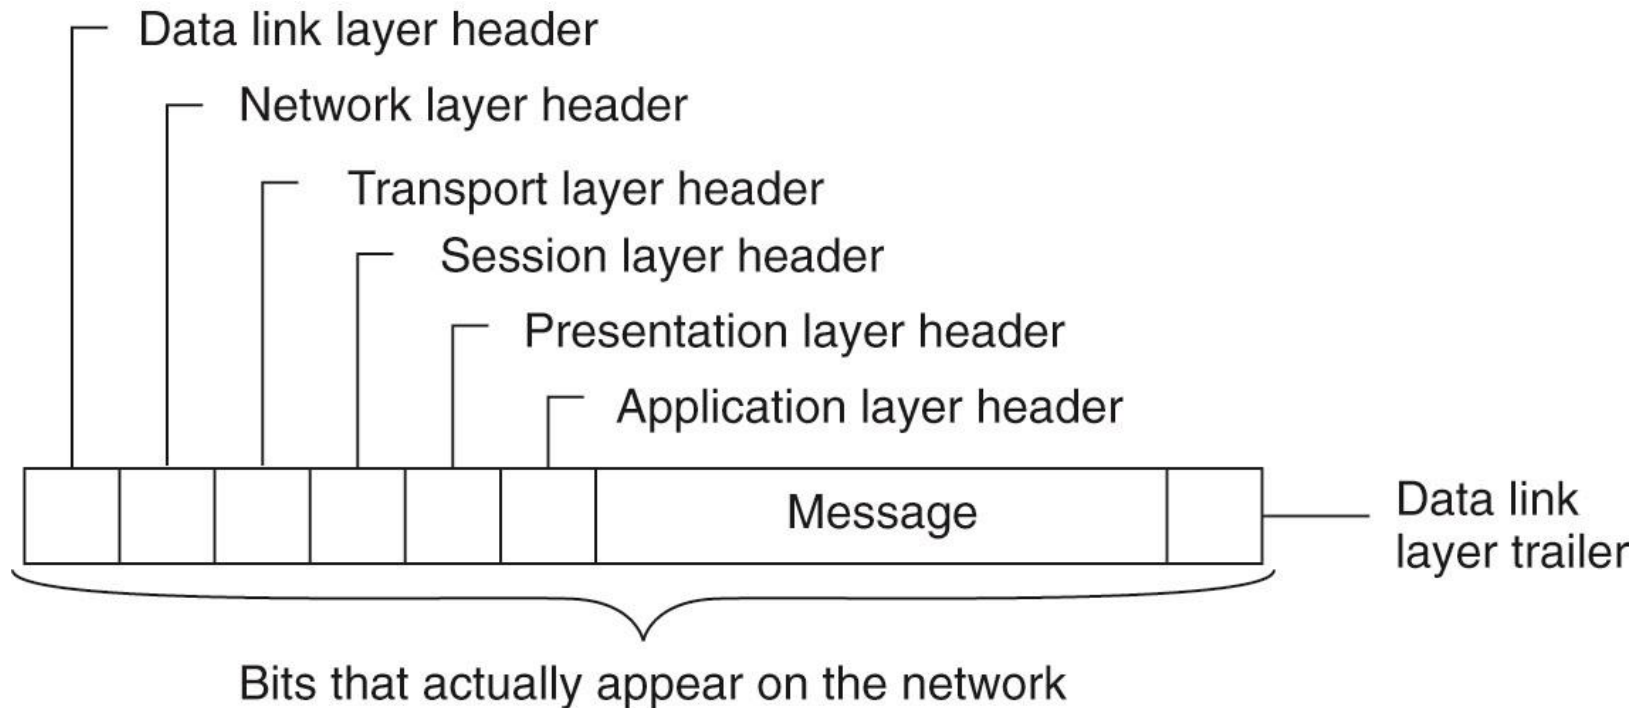 Data link layer header
Network layer header
Transport layer header
Session layer header
Presentation layer header
Application layer header
Message
Data link
layer trailer
Bits that actually appear on the network